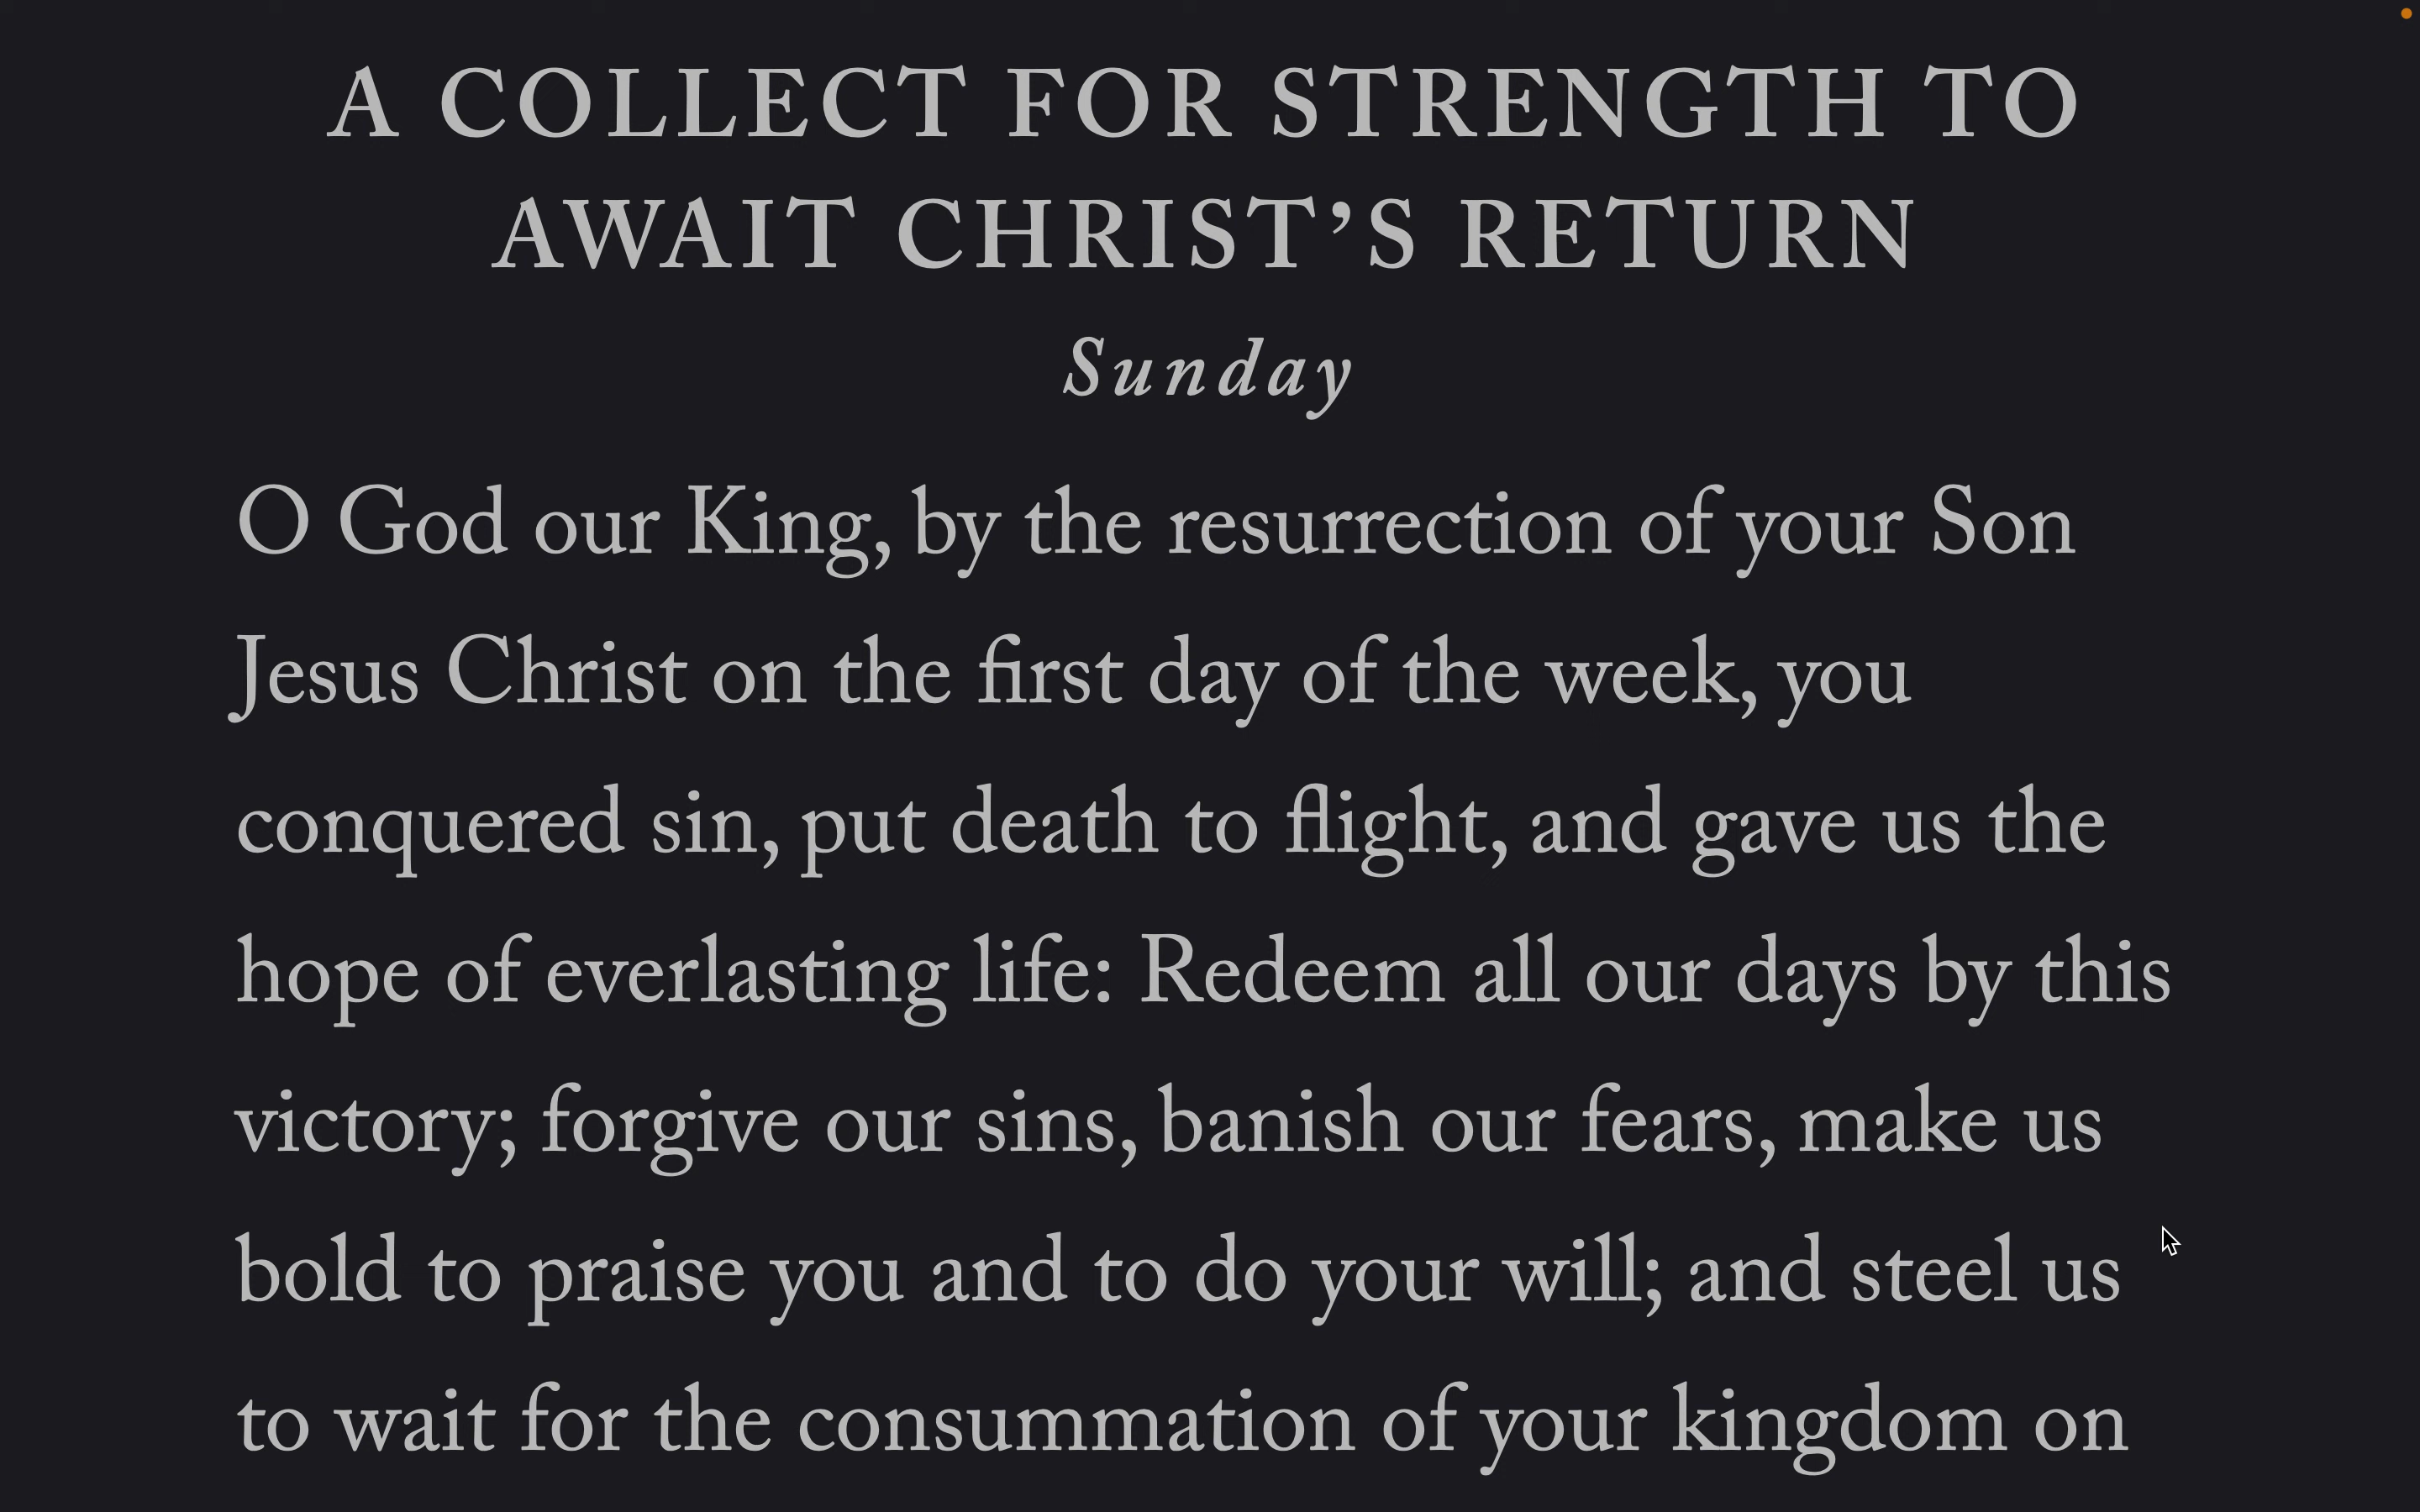 A COLLECT FOR STRENGTH TO
AWAIT CHRIST’S RETURN
Sunday
O God our King, by the resurrection of your Son
Jesus Christ on the first day of the week, you
conquered sin, put death to flight, and gave us the
hope of everlasting life: Redeem all our days by this
victory; forgive our sins, banish our fears, make us
bold to praise you and to do your will; and steel us
to wait for the consummation of your kingdom on